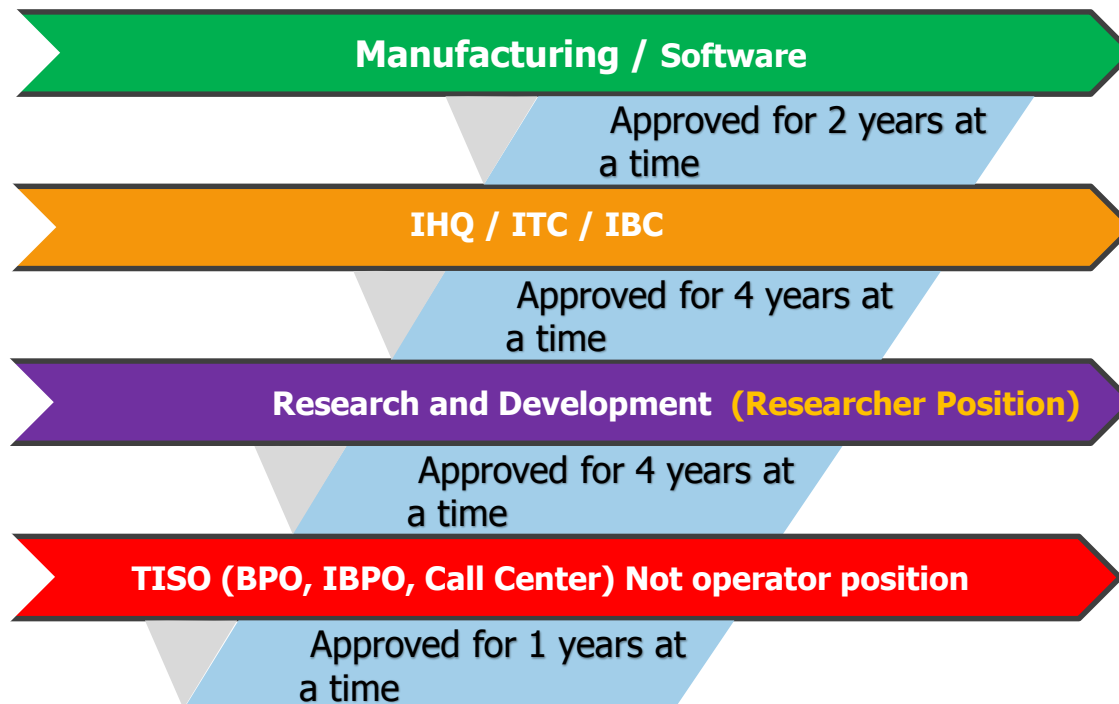 Manufacturing / Software
Approved for 2 years at
a time
IHQ / ITC / IBC
Approved for 4 years at
a time
Research and Development (Researcher Position)
Approved for 4 years at
a time
TISO (BPO, IBPO, Call Center) Not operator position
Approved for 1 years at
a time